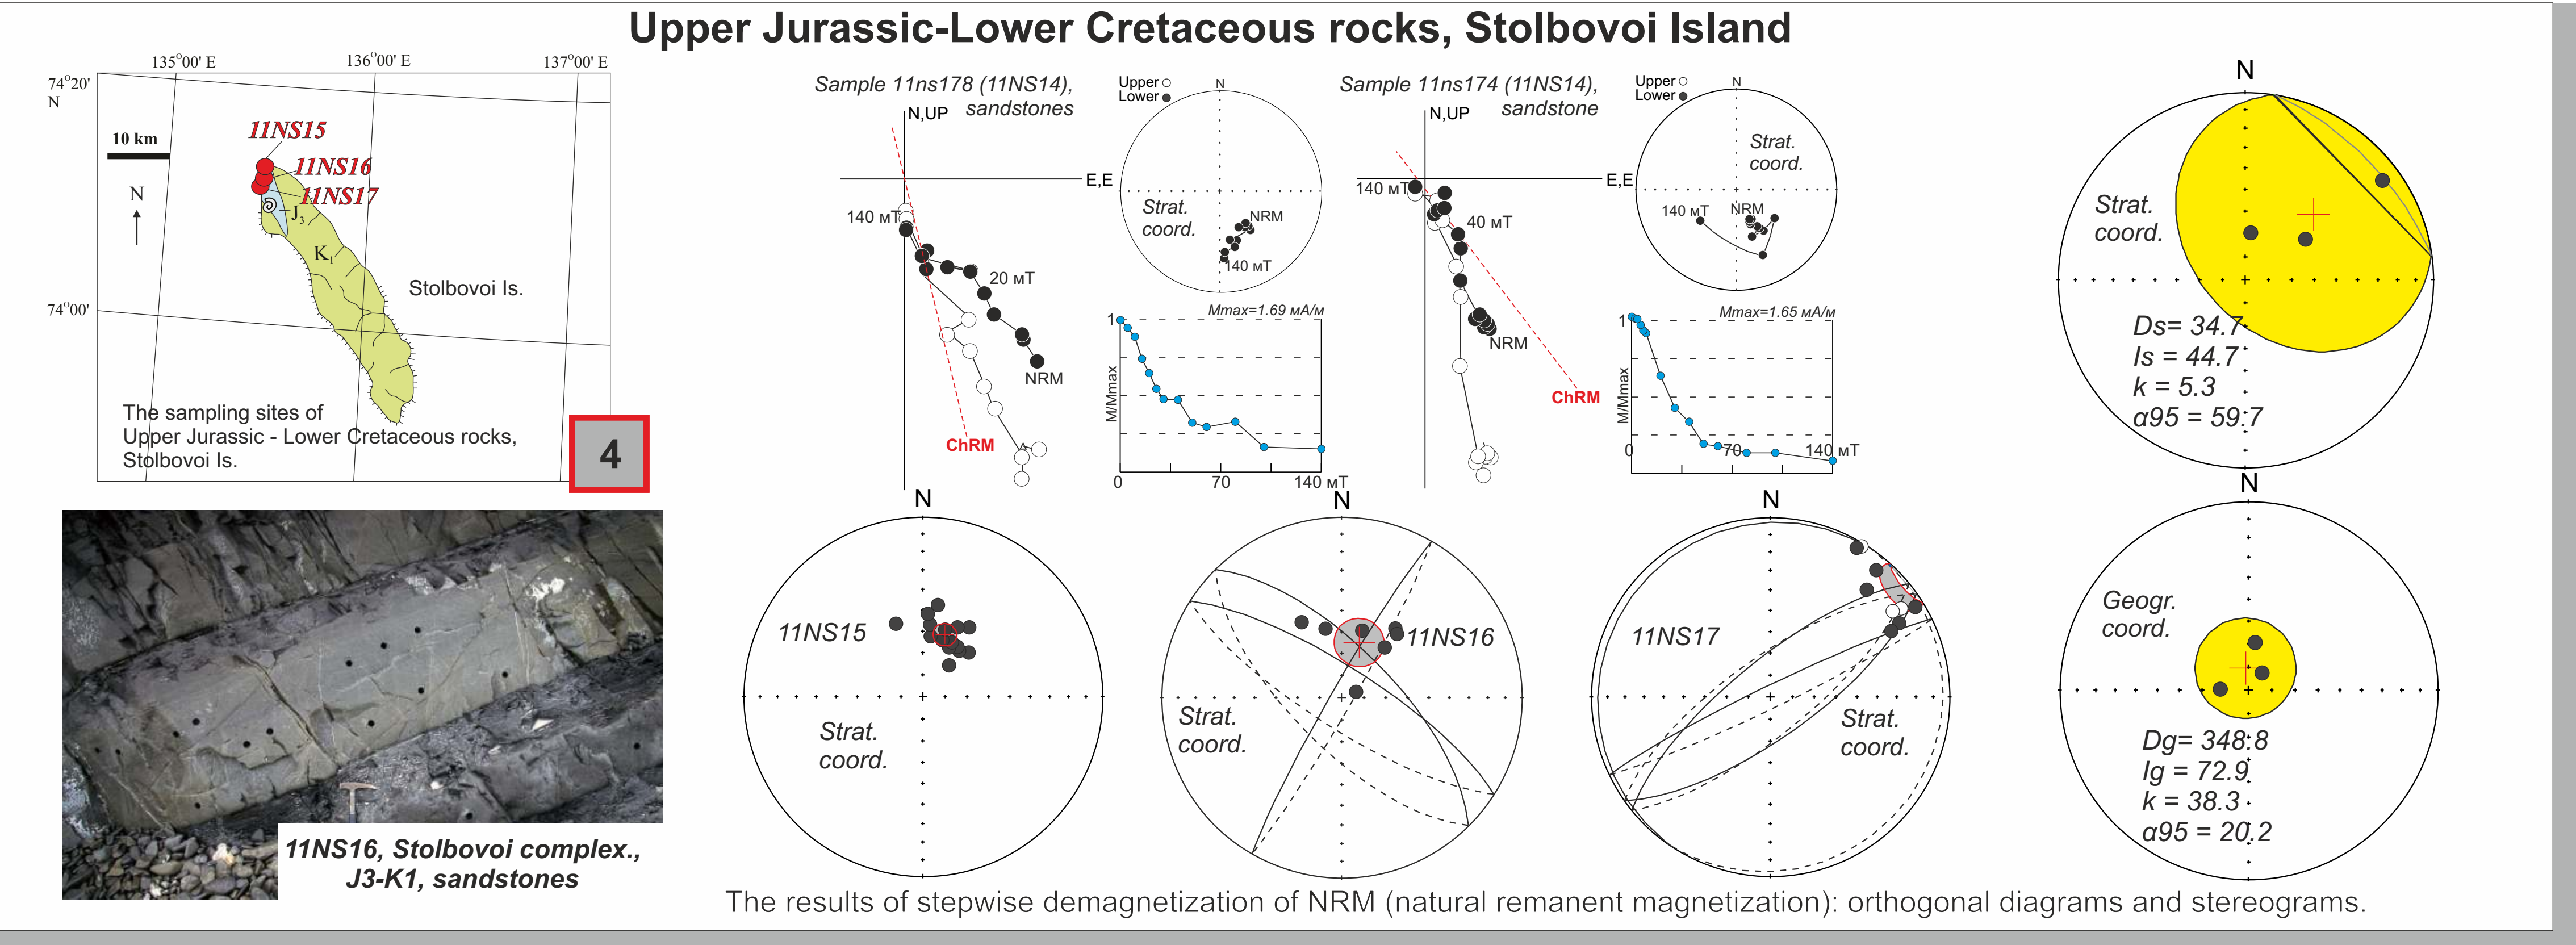 Upper Jurassic-Lower Cretaceous rocks, Stolbovoi Island
135°00' E
136°00' E
137°00' E
74°20'
N
10 km
N
11NS15
11NS16
11NS17
J3
K1
Stolbovoi Is.
74°00'
The sampling sites of
Upper Jurassic - Lower Cretaceous rocks,
Stolbovoi Is.
4
11NS16, Stolbovoi complex.,
J3-K1, sandstones
Sample 11ns178 (11NS14),
sandstones
N,UP
E,E
140 мТ
20 мТ
NRM
ChRM
Upper
Lower
N
Strat.
coord.
NRM
140 мТ
Mmax=1.69 мА/м
1
M/Mmax
0
70
140 мТ
Sample 11ns174 (11NS14),
sandstone
N,UP
E,E
140 мТ
40 мТ
NRM
ChRM
Upper
Lower
N
Strat.
coord.
140 мТ
NRM
Mmax=1.65 мА/м
1
M/Mmax
0
70
140 мТ
N
Strat.
coord.
Ds= 34.7
Is = 44.7
k = 5.3
α95 = 59.7
N
11NS15
Strat.
coord.
N
11NS16
Strat.
coord.
N
11NS17
Strat.
coord.
N
Geogr.
coord.
Dg= 348.8
Ig = 72.9
k = 38.3
α95 = 20.2
The results of stepwise demagnetization of NRM (natural remanent magnetization): orthogonal diagrams and stereograms.